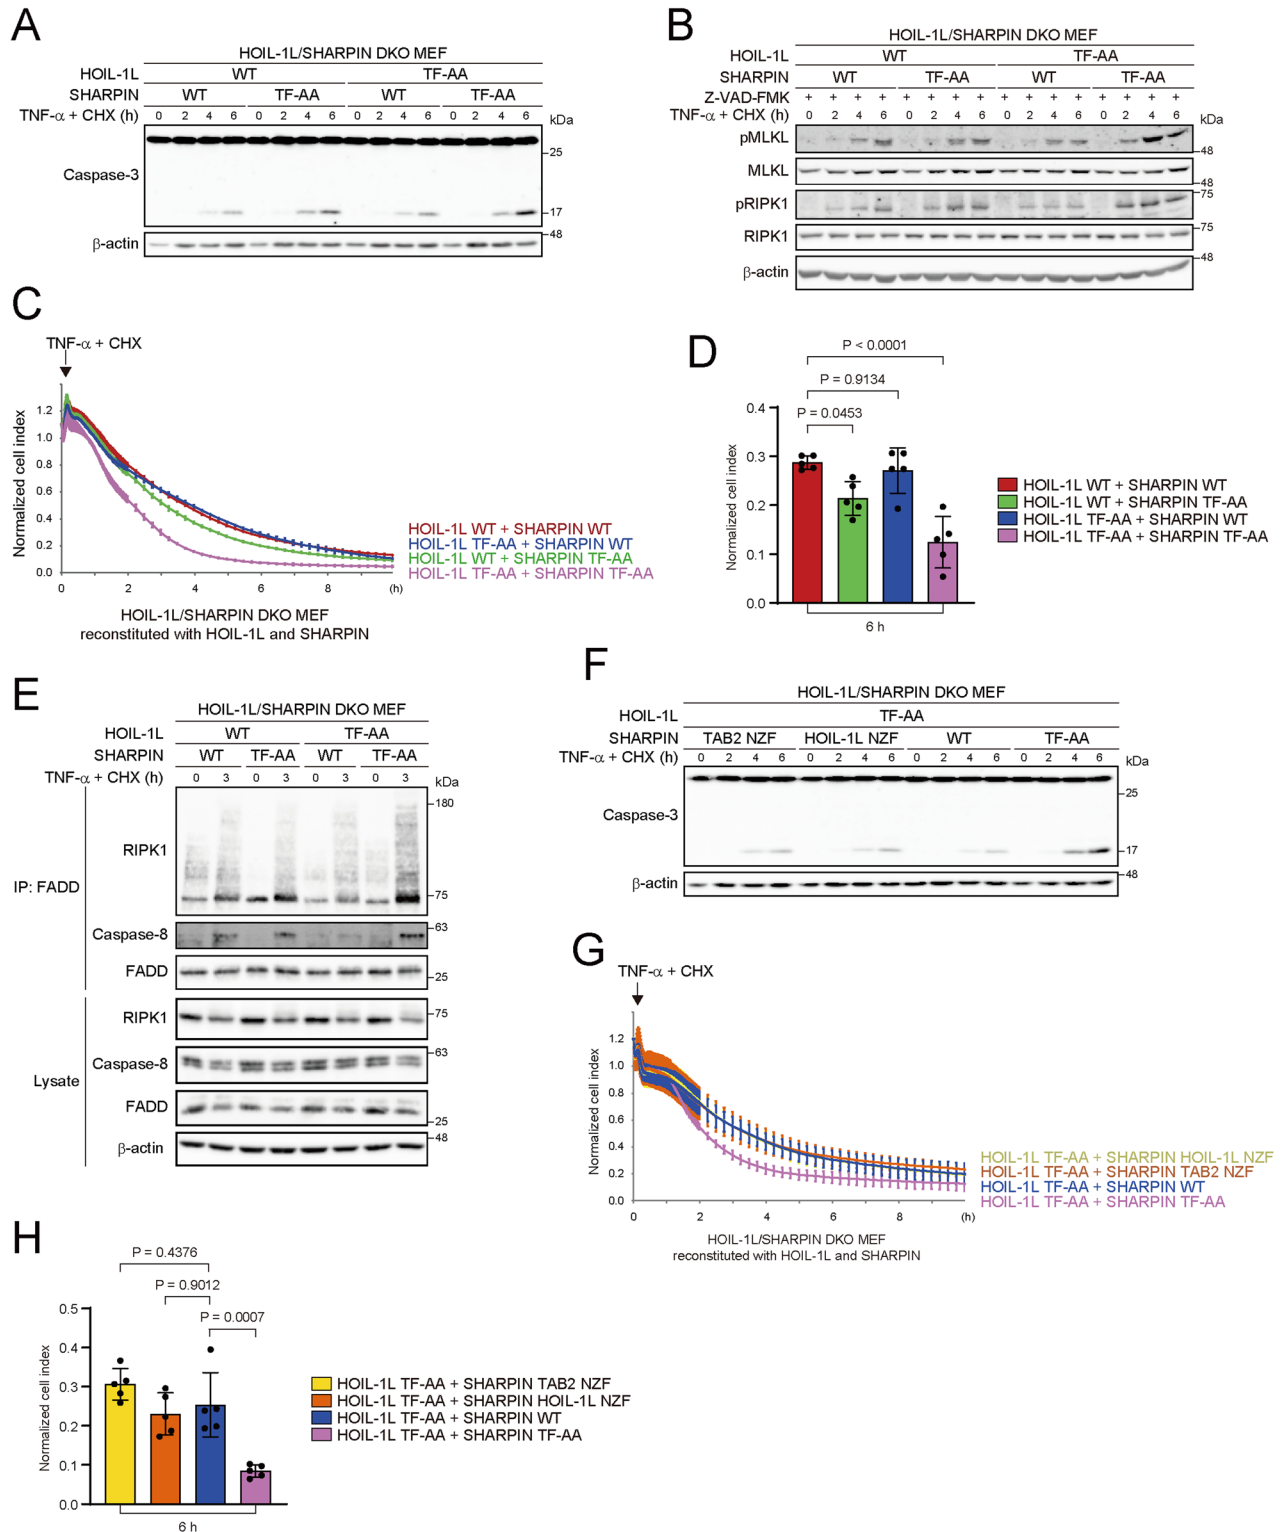 A
HOIL-1L/SHARPIN DKO MEF
HOIL-1L WT TF-AA
SHARPIN WT TF-AA WT TF-AA
TNF-α + CHX (h) 0 2 4 6 0 2 4 6 0 2 4 6 0 2 4 6 kDa
25
Caspase-3
17
48
β-actin
B
HOIL-1L/SHARPIN DKO MEF
HOIL-1L WT TF-AA
SHARPIN WT TF-AA WT TF-AA
Z-VAD-FMK + + + + + + + + + + + + + + + +
TNF-α + CHX (h) 0 2 4 6 0 2 4 6 0 2 4 6 0 2 4 6 kDa
pMLKL
48
MLKL
48
75
pRIPK1
75
RIPK1
48
β-actin
C
TNF-α + CHX
Normalized cell index
1.2
1.0
0.8
0.6
0.4
0.2
0.0
0 2 4 6 8 (h)
HOIL-1L WT + SHARPIN WT
HOIL-1L TF-AA + SHARPIN WT
HOIL-1L WT + SHARPIN TF-AA
HOIL-1L TF-AA + SHARPIN TF-AA
HOIL-1L/SHARPIN DKO MEF
reconstituted with HOIL-1L and SHARPIN
D
P < 0.0001
P = 0.9134
P = 0.0453
Normalized cell index
0.4
0.3
0.2
0.1
0.0
6 h
HOIL-1L WT + SHARPIN WT
HOIL-1L WT + SHARPIN TF-AA
HOIL-1L TF-AA + SHARPIN WT
HOIL-1L TF-AA + SHARPIN TF-AA
E
HOIL-1L/SHARPIN DKO MEF
HOIL-1L WT TF-AA
SHARPIN WT TF-AA WT TF-AA
TNF-α + CHX (h) 0 3 0 3 0 3 0 3 kDa
180
RIPK1
IP: FADD
75
63
Caspase-8
FADD
25
RIPK1
75
63
Caspase-8
Lysate
FADD
25
48
β-actin
F
HOIL-1L/SHARPIN DKO MEF
HOIL-1L TF-AA
SHARPIN TAB2 NZF HOIL-1L NZF WT TF-AA
TNF-α + CHX (h) 0 2 4 6 0 2 4 6 0 2 4 6 0 2 4 6 kDa
25
Caspase-3
17
48
β-actin
G
TNF-α + CHX
Normalized cell index
1.2
1.0
0.8
0.6
0.4
0.2
0.0
0 2 4 6 8 (h)
HOIL-1L TF-AA + SHARPIN HOIL-1L NZF
HOIL-1L TF-AA + SHARPIN TAB2 NZF
HOIL-1L TF-AA + SHARPIN WT
HOIL-1L TF-AA + SHARPIN TF-AA
HOIL-1L/SHARPIN DKO MEF
reconstituted with HOIL-1L and SHARPIN
H
P = 0.4376
P = 0.9012
P = 0.0007
Normalized cell index
0.5
0.4
0.3
0.2
0.1
0.0
6 h
HOIL-1L TF-AA + SHARPIN TAB2 NZF
HOIL-1L TF-AA + SHARPIN HOIL-1L NZF
HOIL-1L TF-AA + SHARPIN WT
HOIL-1L TF-AA + SHARPIN TF-AA